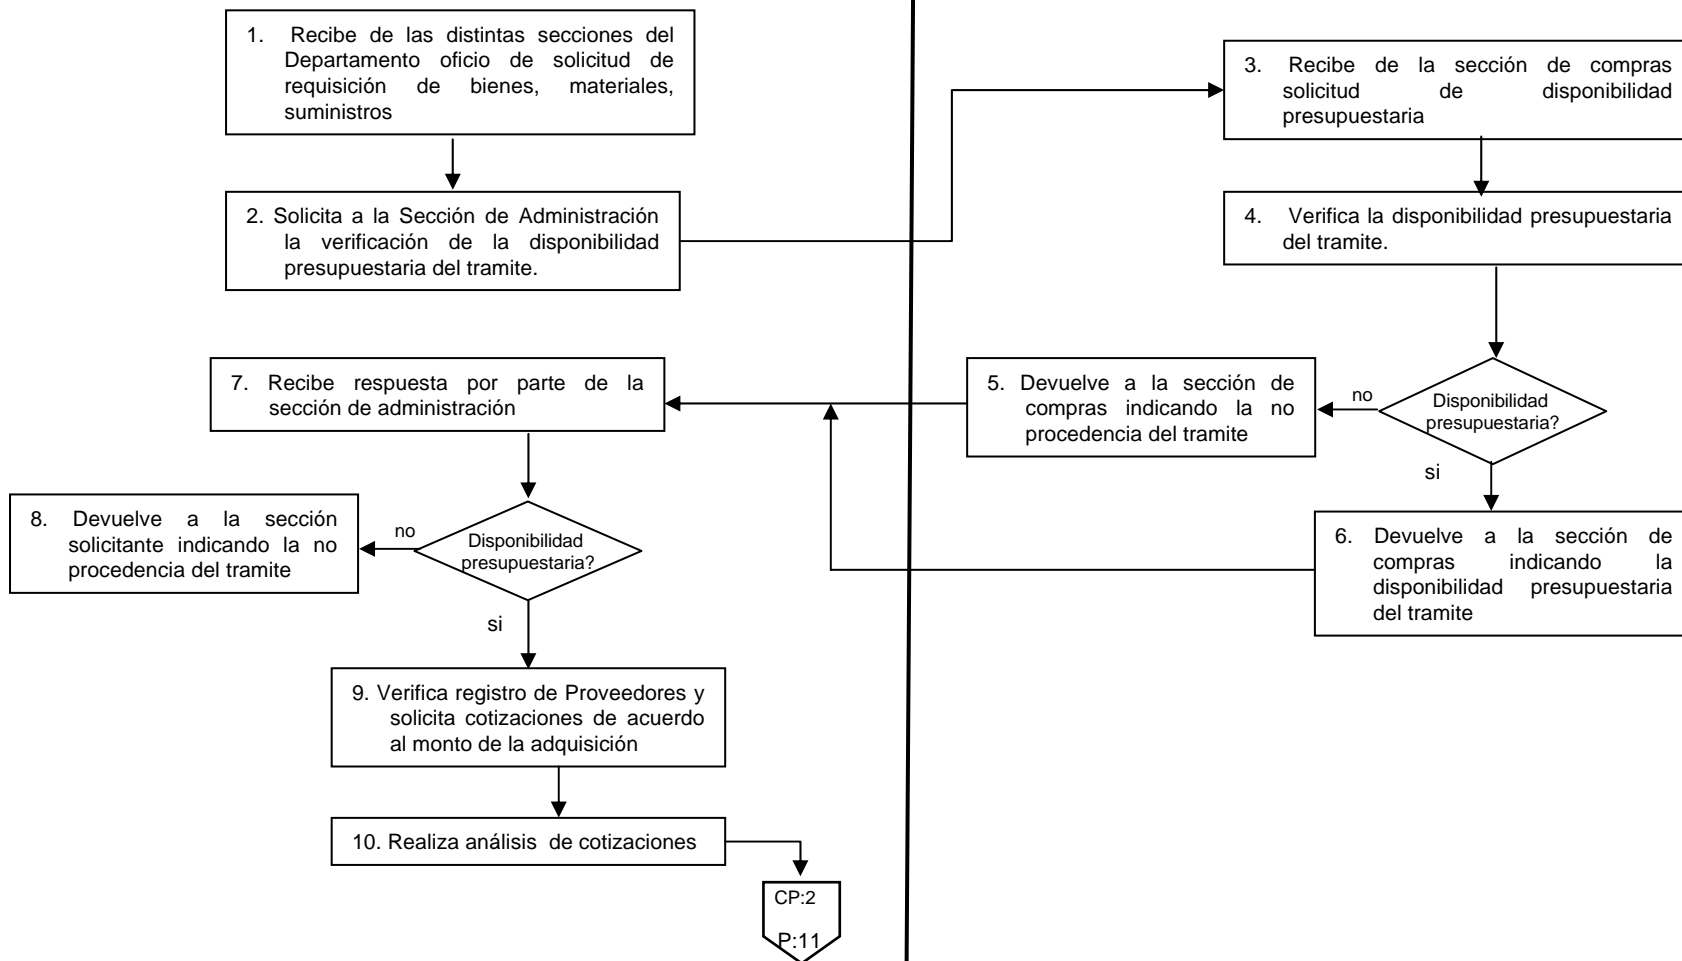 1. Recibe de las distintas secciones del
Departamento oficio de solicitud de
requisición de bienes, materiales,
suministros
2. Solicita a la Sección de Administración
la verificación de la disponibilidad
presupuestaria del tramite.
3. Recibe de la sección de compras
solicitud de disponibilidad
presupuestaria
4. Verifica la disponibilidad presupuestaria
del tramite.
Disponibilidad
presupuestaria?
no
si
5. Devuelve a la sección de
compras indicando la no
procedencia del tramite
6. Devuelve a la sección de
compras indicando la
disponibilidad presupuestaria
del tramite
7. Recibe respuesta por parte de la
sección de administración
Disponibilidad
presupuestaria?
no
si
8. Devuelve a la sección
solicitante indicando la no
procedencia del tramite
9. Verifica registro de Proveedores y
solicita cotizaciones de acuerdo
al monto de la adquisición
10. Realiza análisis de cotizaciones
CP:2
P:11